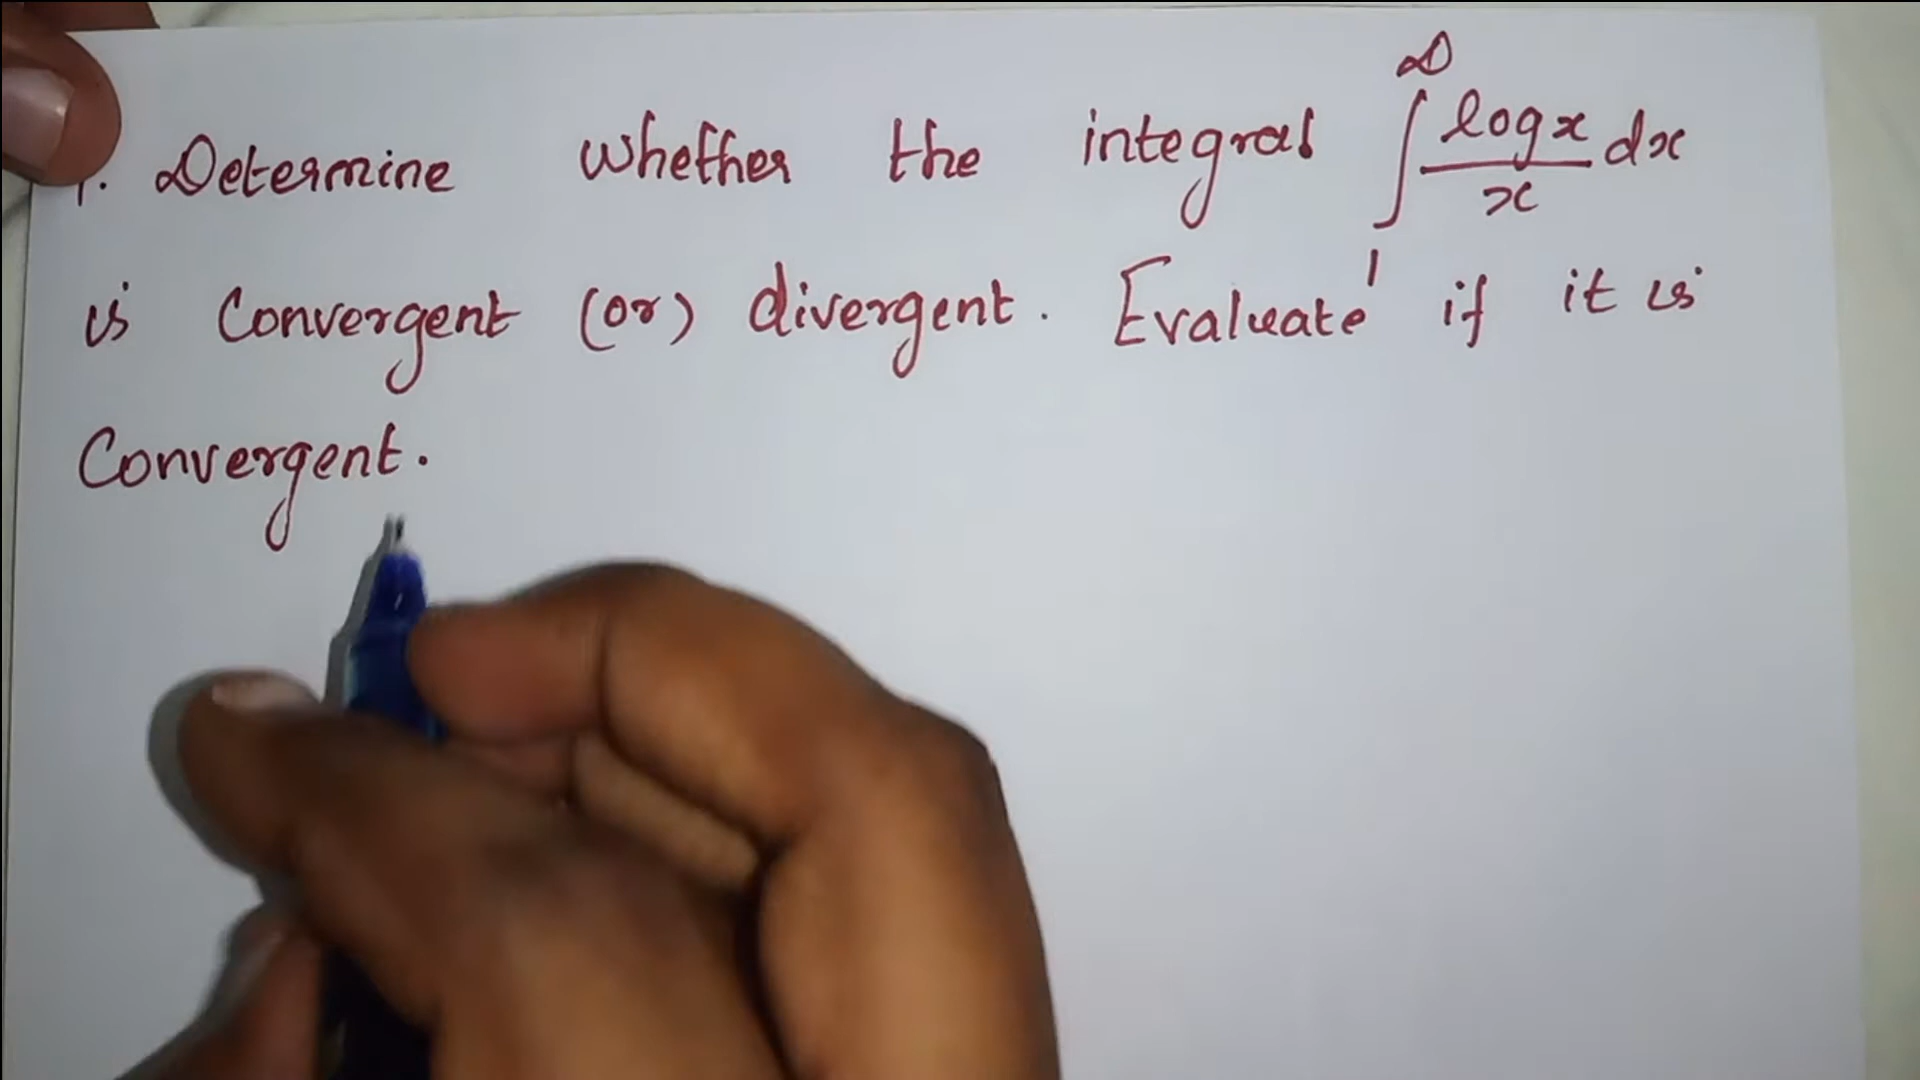 1. Determine whether the integral ∫₁^∞ log x / x dx
is Convergent (or) divergent. Evaluate if it is
Convergent.